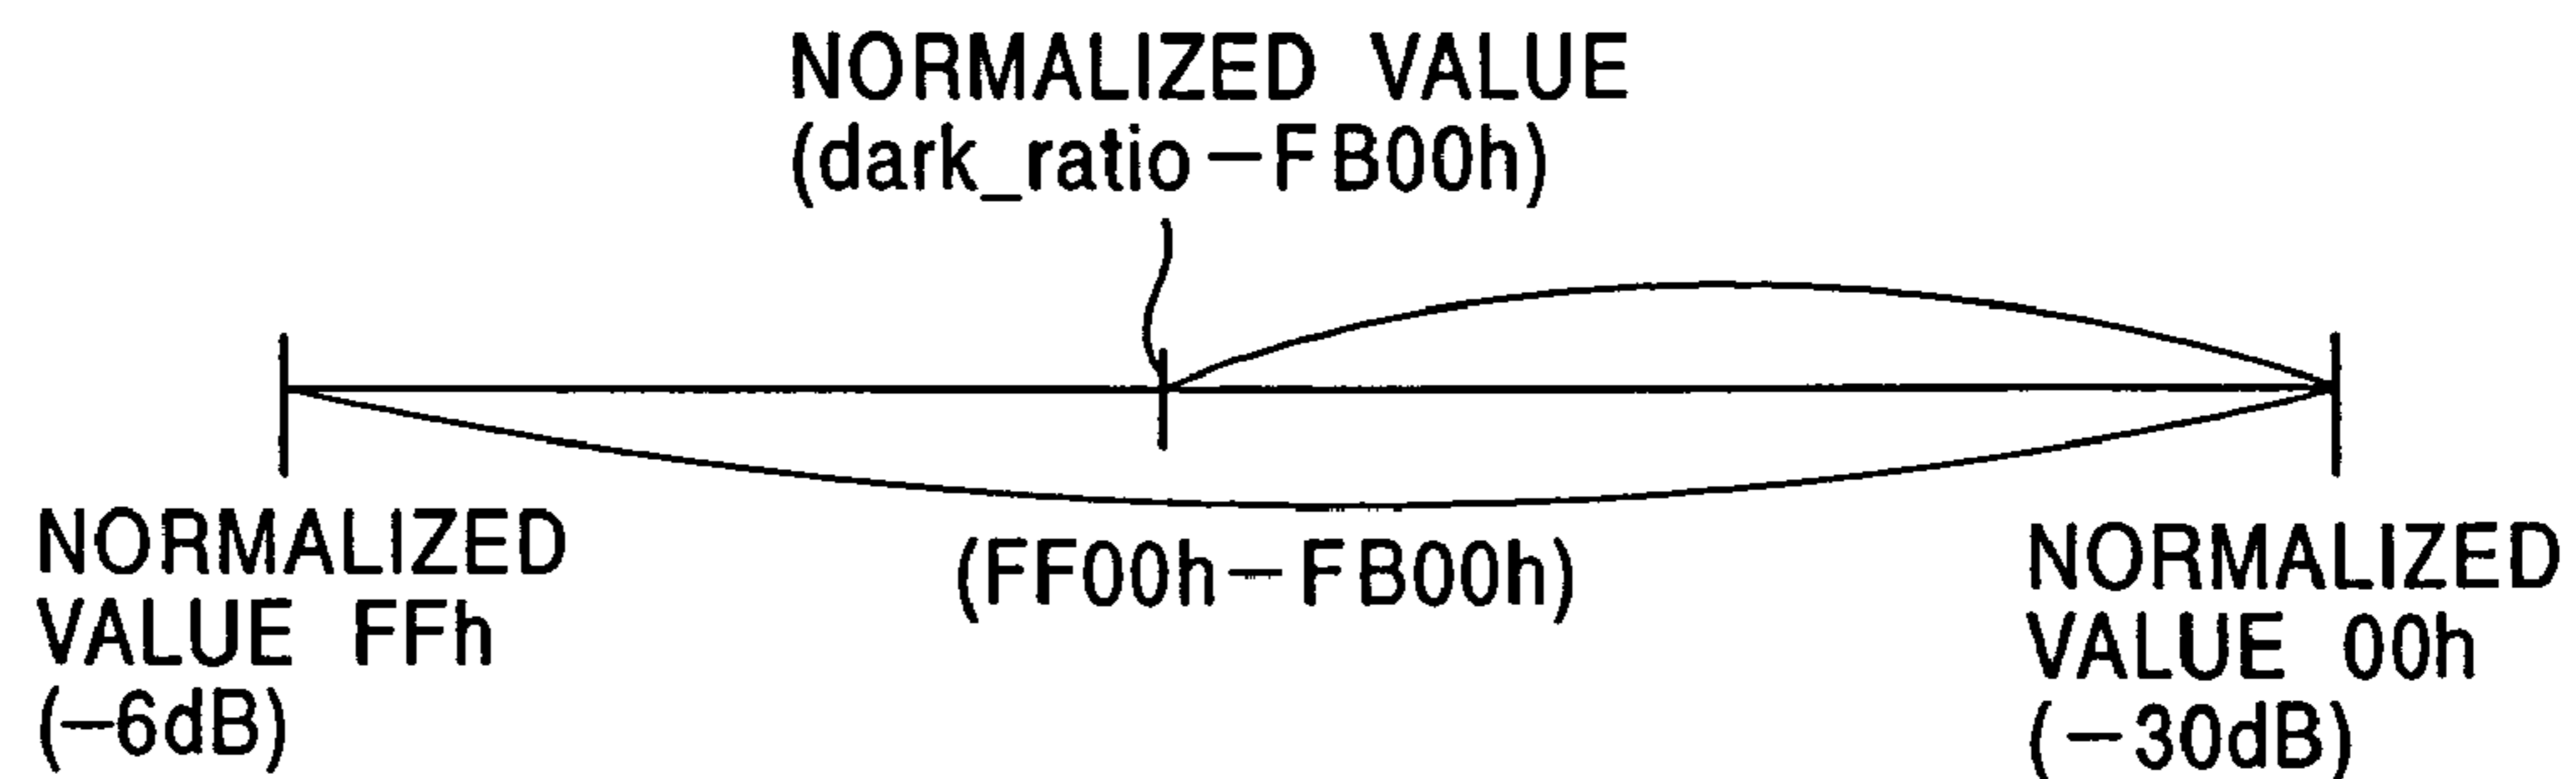 NORMALIZED VALUE
(dark_ratio−FB00h)
NORMALIZED
VALUE FFh
(−6dB)
(FF00h−FB00h)
NORMALIZED
VALUE 00h
(−30dB)